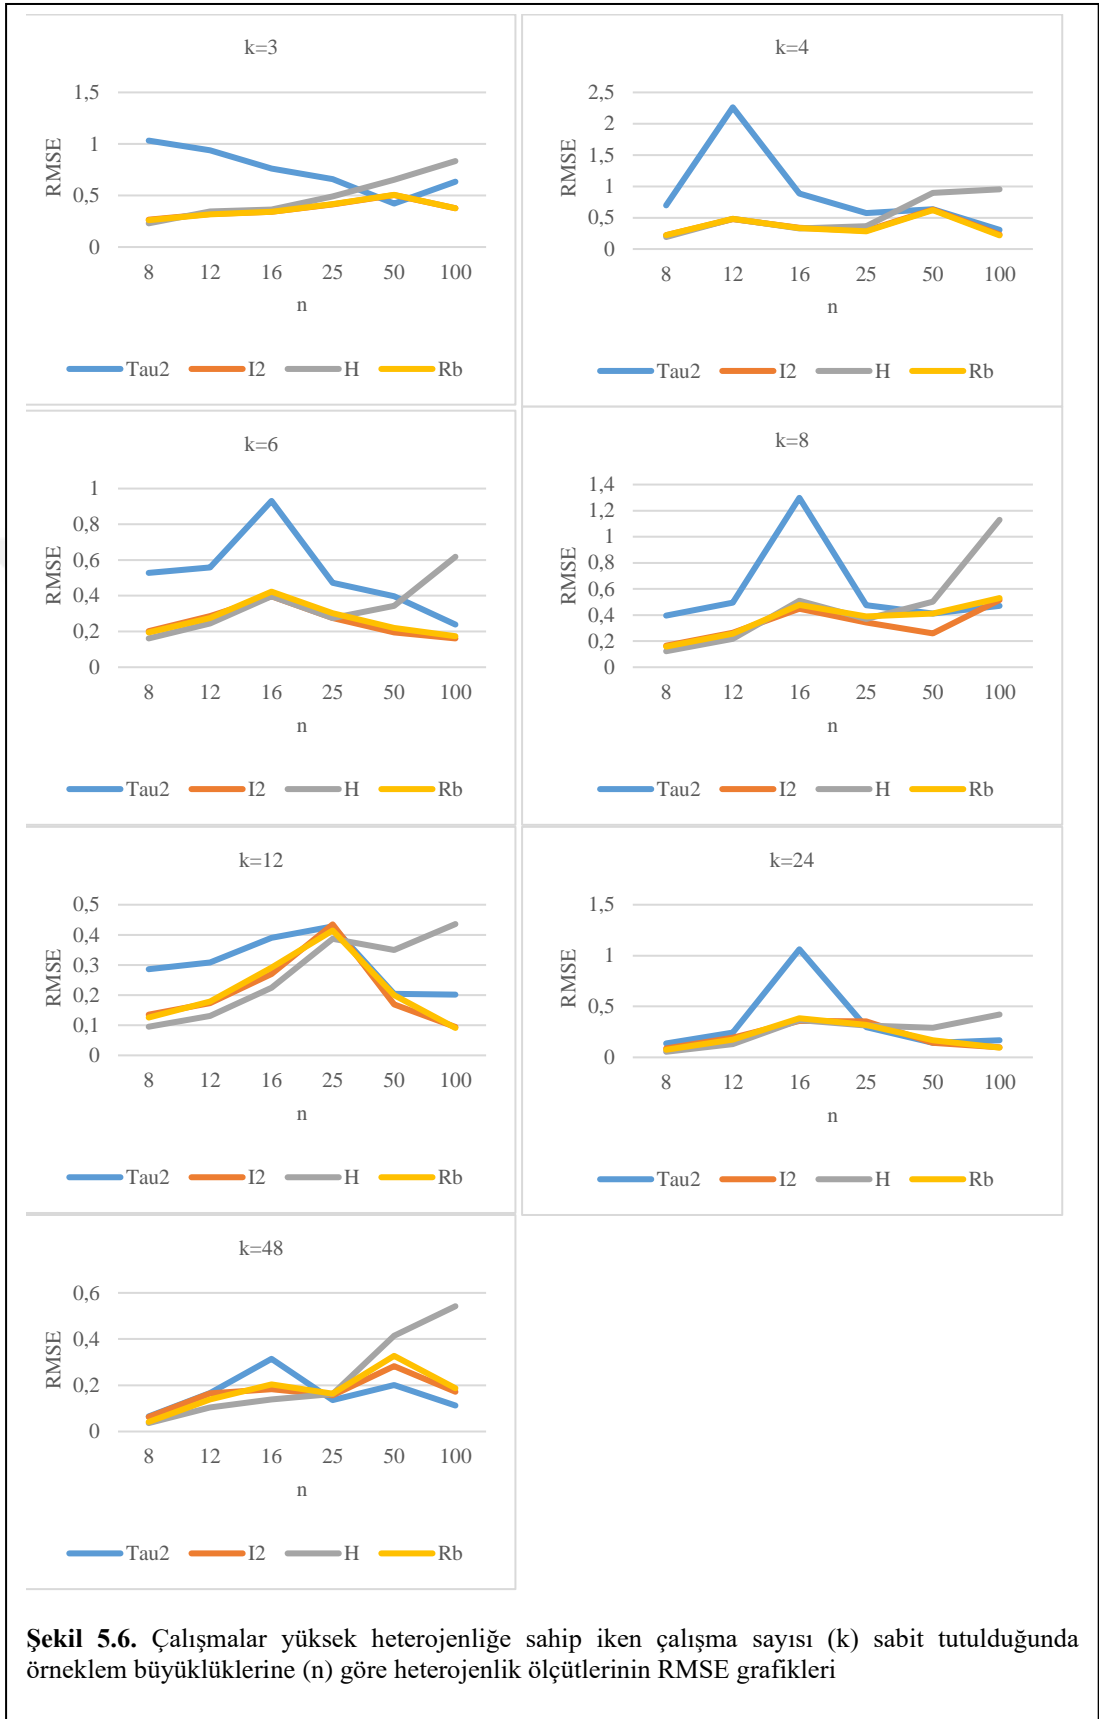 k=3
1,5
1
0,5
0
RMSE
8 12 16 25 50 100
n
Tau2 I2 H Rb
k=4
2,5
2
1,5
1
0,5
0
RMSE
8 12 16 25 50 100
n
Tau2 I2 H Rb
k=6
1
0,8
0,6
0,4
0,2
0
RMSE
8 12 16 25 50 100
n
Tau2 I2 H Rb
k=8
1,4
1,2
1
0,8
0,6
0,4
0,2
0
RMSE
8 12 16 25 50 100
n
Tau2 I2 H Rb
k=12
0,5
0,4
0,3
0,2
0,1
0
RMSE
8 12 16 25 50 100
n
Tau2 I2 H Rb
k=24
1,5
1
0,5
0
RMSE
8 12 16 25 50 100
n
Tau2 I2 H Rb
k=48
0,6
0,4
0,2
0
RMSE
8 12 16 25 50 100
n
Tau2 I2 H Rb
Şekil 5.6. Çalışmalar yüksek heterojenliğe sahip iken çalışma sayısı (k) sabit tutulduğunda
örneklem büyüklüklerine (n) göre heterojenlik ölçütlerinin RMSE grafikleri